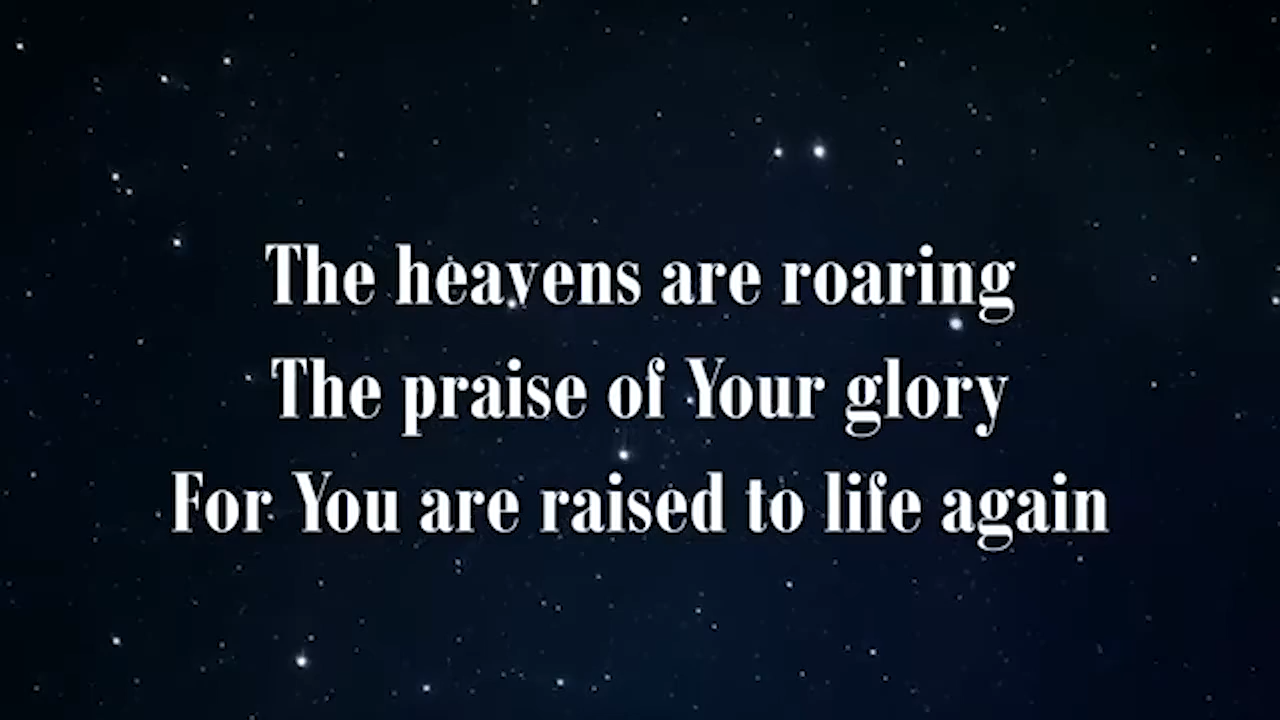 The heavens are roaring
The praise of Your glory
For You are raised to life again